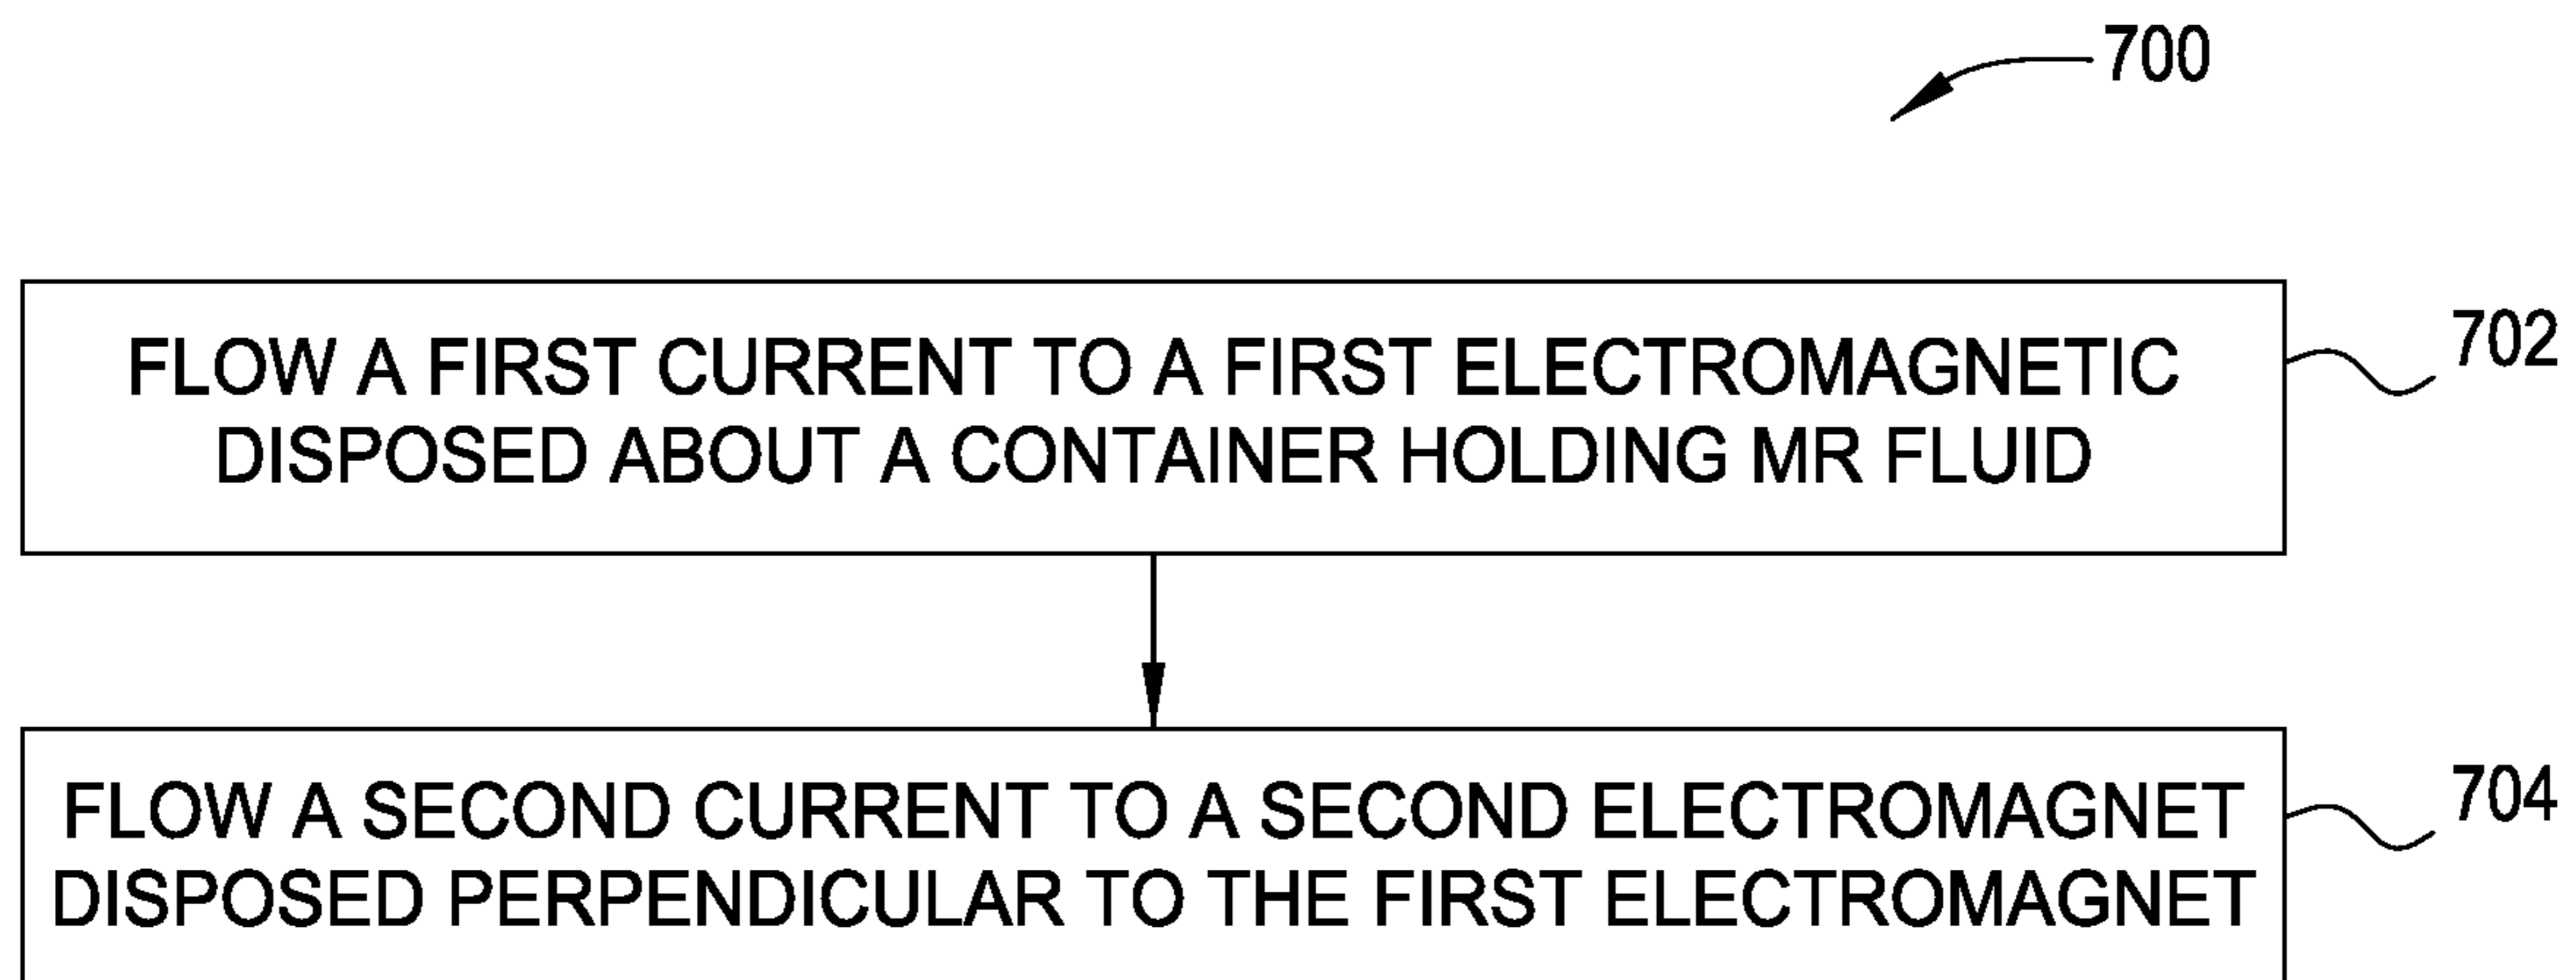 700
FLOW A FIRST CURRENT TO A FIRST ELECTROMAGNETIC
DISPOSED ABOUT A CONTAINER HOLDING MR FLUID
702
FLOW A SECOND CURRENT TO A SECOND ELECTROMAGNET
DISPOSED PERPENDICULAR TO THE FIRST ELECTROMAGNET
704